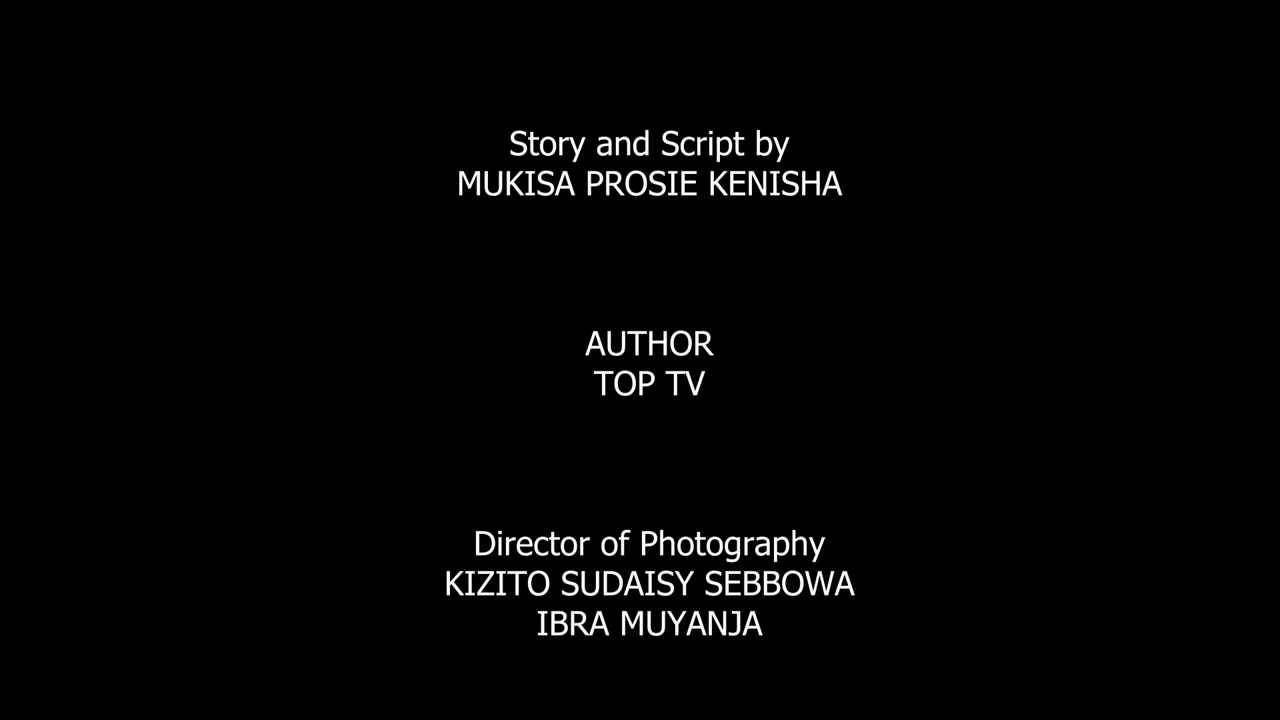 Story and Script by
MUKISA PROSIE KENISHA
AUTHOR
TOP TV
Director of Photography
KIZITO SUDAISY SEBBOWA
IBRA MUYANJA